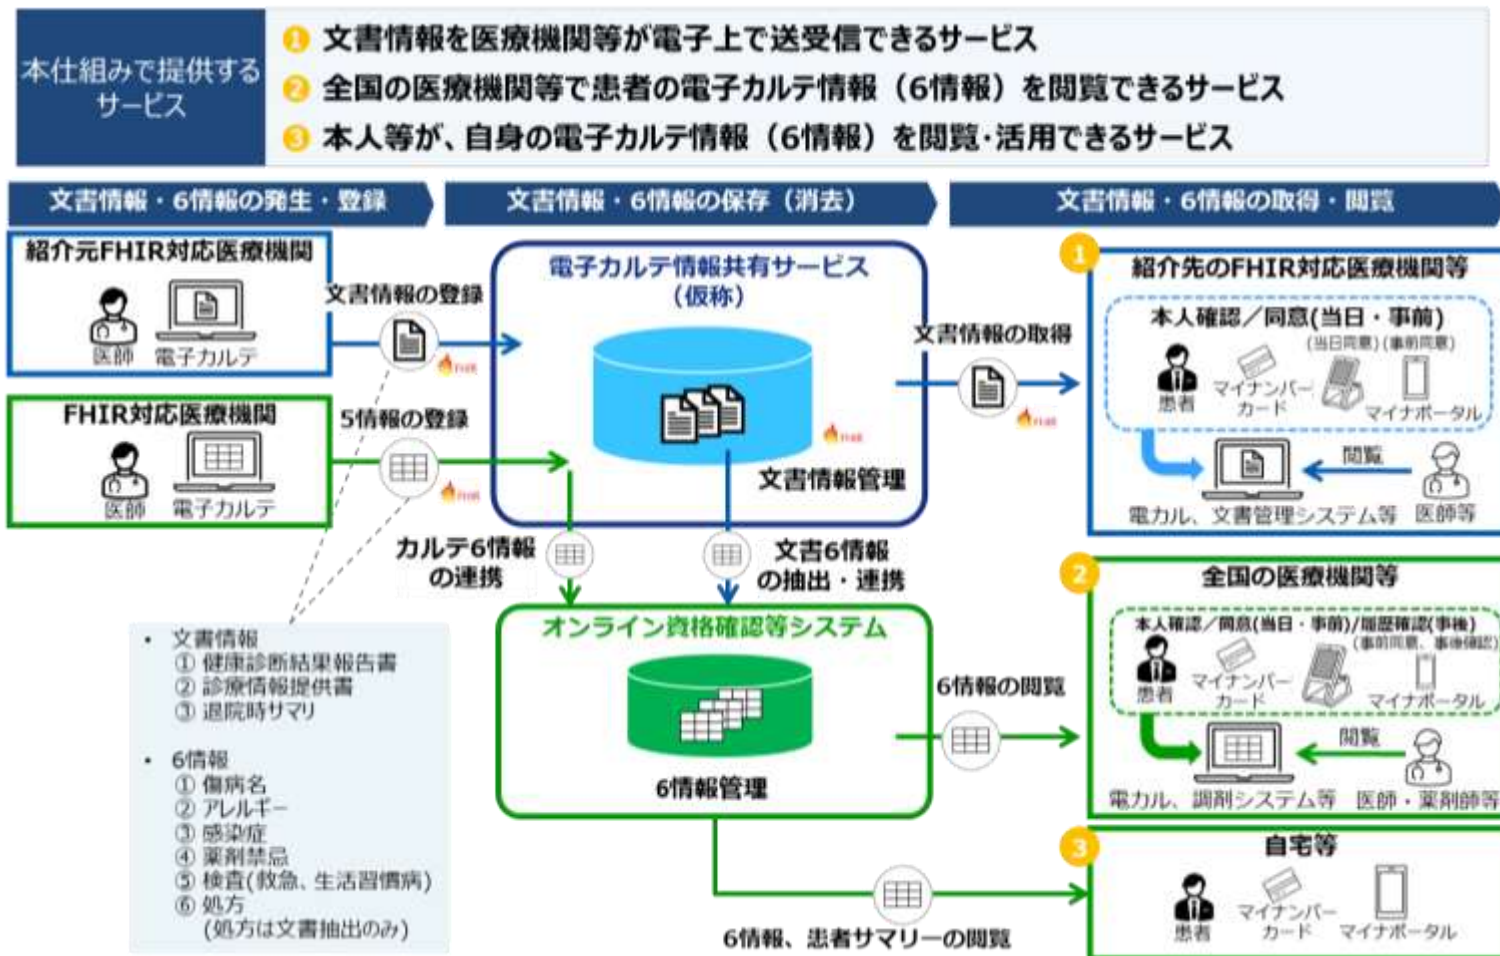 本仕組みで提供する
サービス
1 文書情報を医療機関等が電子上で送受信できるサービス
2 全国の医療機関等で患者の電子カルテ情報（6情報）を閲覧できるサービス
3 本人等が、自身の電子カルテ情報（6情報）を閲覧・活用できるサービス
文書情報・6情報の発生・登録
文書情報・6情報の保存（消去）
文書情報・6情報の取得・閲覧
紹介元FHIR対応医療機関
医師
電子カルテ
文書情報の登録
FHIR対応医療機関
医師
電子カルテ
5情報の登録
電子カルテ情報共有サービス
（仮称）
文書情報管理
カルテ6情報
の連携
文書6情報
の抽出・連携
オンライン資格確認等システム
6情報管理
・ 文書情報
① 健康診断結果報告書
② 診療情報提供書
③ 退院時サマリ
・ 6情報
① 傷病名
② アレルギー
③ 感染症
④ 薬剤禁忌
⑤ 検査(救急、生活習慣病)
⑥ 処方
(処方は文書抽出のみ)
文書情報の取得
1
紹介先のFHIR対応医療機関等
本人確認／同意(当日・事前)
(当日同意)
(事前同意)
患者
マイナンバー
カード
マイナポータル
閲覧
電カル、文書管理システム等
医師等
6情報の閲覧
2
全国の医療機関等
本人確認／同意(当日・事前)/履歴確認(事後)
(事前同意、事後確認)
患者
マイナンバー
カード
マイナポータル
閲覧
電カル、調剤システム等
医師・薬剤師等
6情報、患者サマリーの閲覧
3
自宅等
患者
マイナンバー
カード
マイナポータル